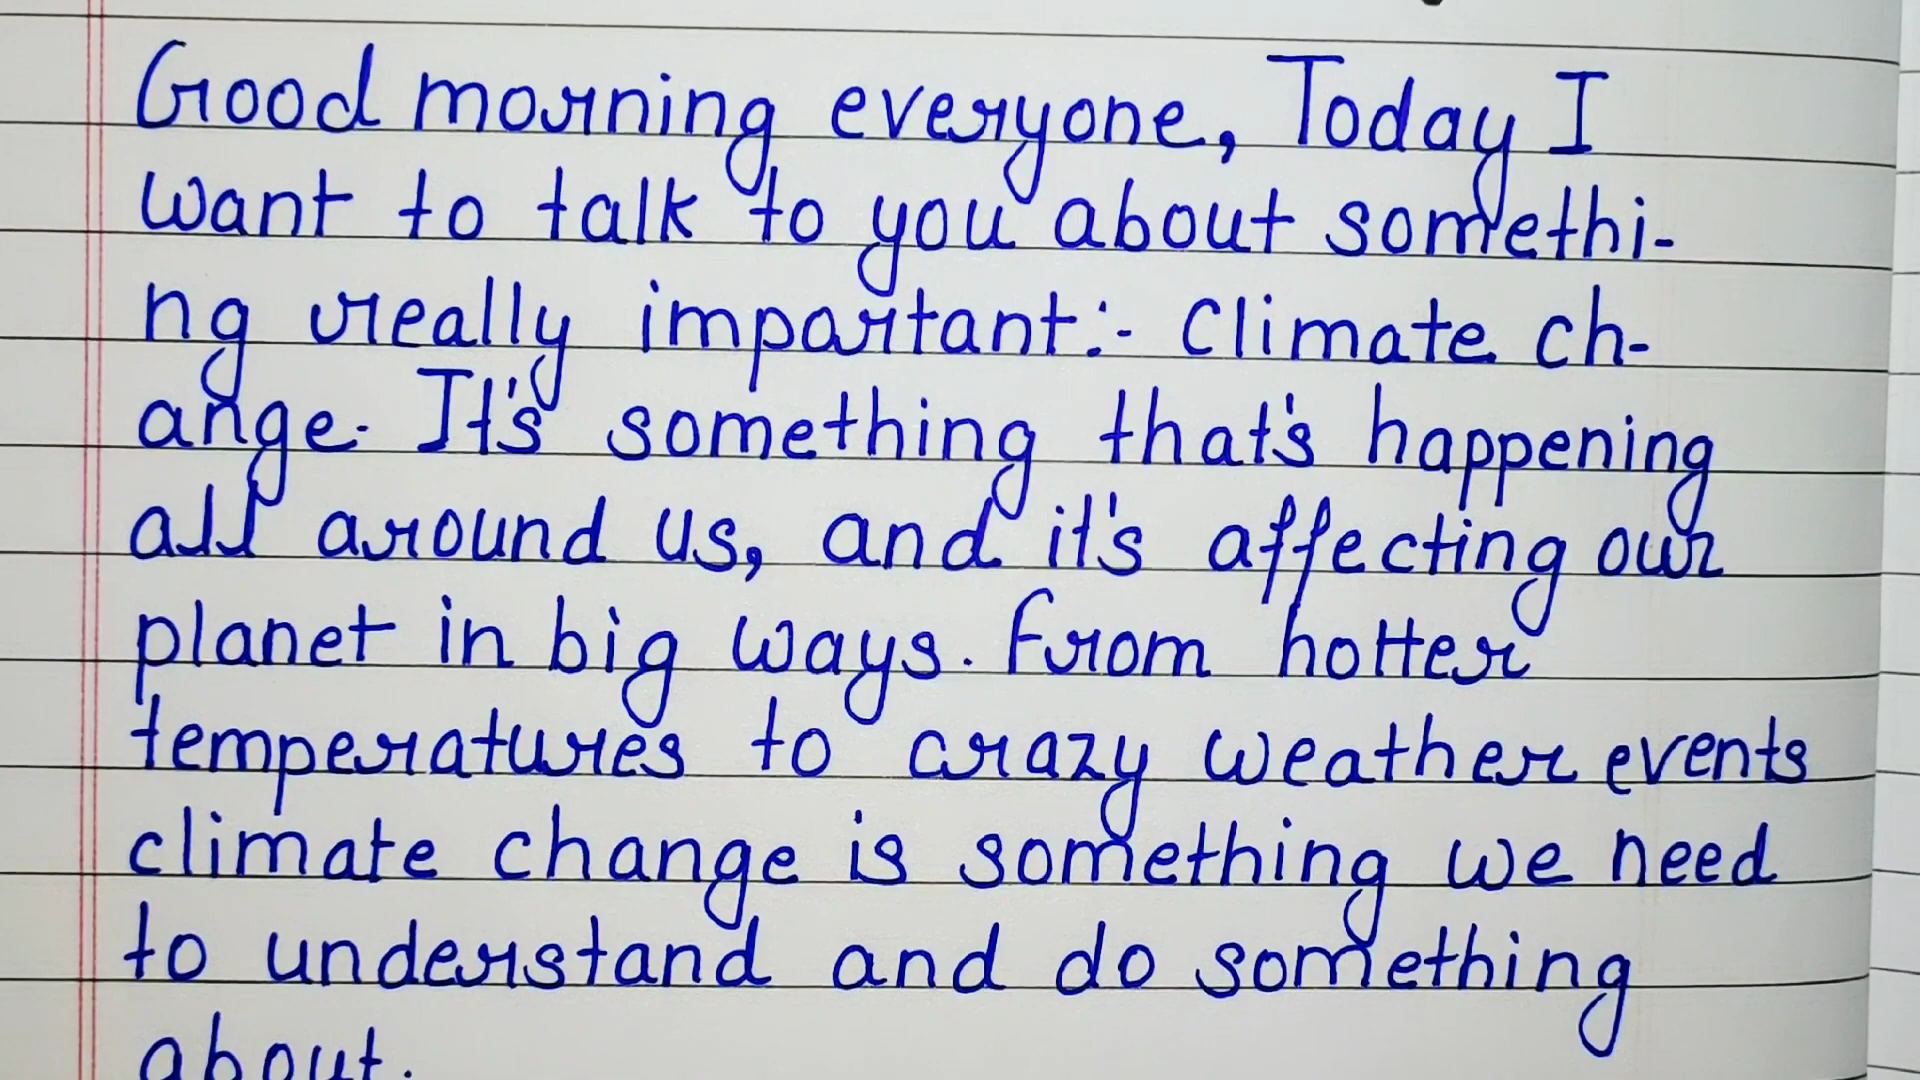 Good morning everyone, Today I
want to talk to you about somethi-
ng really important:- Climate ch-
ange. It's something that's happening
all around us, and it's affecting our
planet in big ways. From hotter
temperatures to crazy weather events
climate change is something we need
to understand and do something
about.